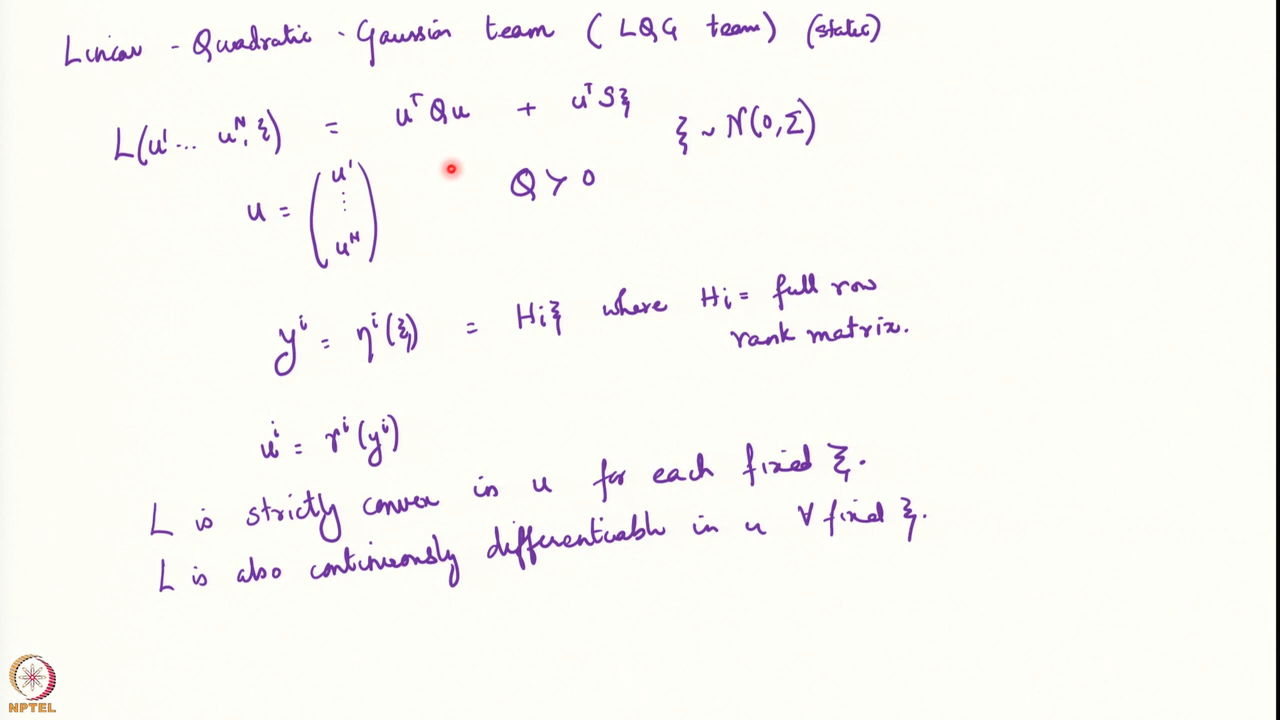 Linear - Quadratic - Gaussian team ( LQG team) (static)
L(u¹ ... uᴺ, ξ) = uᵀQu + uᵀSξ ξ ~ N(0, Σ)
u = (u¹ ⋮ uᴺ) Q ≻ 0
yⁱ = ηⁱ(ξ) = Hᵢξ where Hᵢ = full row
rank matrix.
uⁱ = γⁱ(yⁱ)
L is strictly convex in u for each fixed ξ.
L is also continuously differentiable in u ∀ fixed ξ.
NPTEL